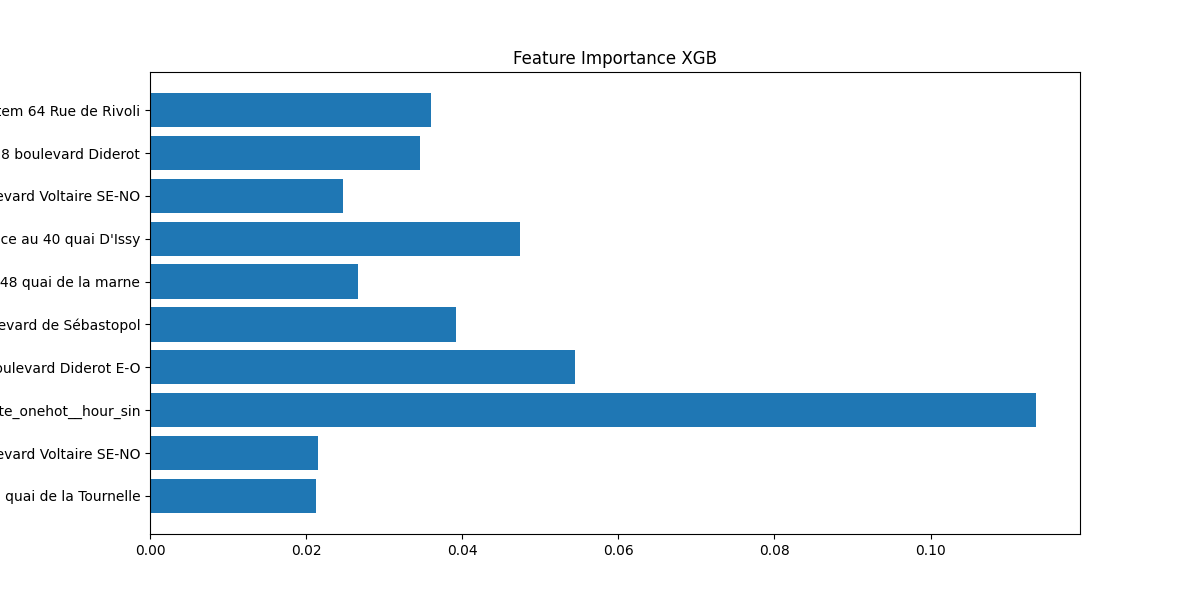 Feature Importance XGB
tem 64 Rue de Rivoli
8 boulevard Diderot
evard Voltaire SE-NO
ce au 40 quai D'Issy
48 quai de la marne
evard de Sébastopol
oulevard Diderot E-O
te_onehot__hour_sin
evard Voltaire SE-NO
quai de la Tournelle
0.00 0.02 0.04 0.06 0.08 0.10